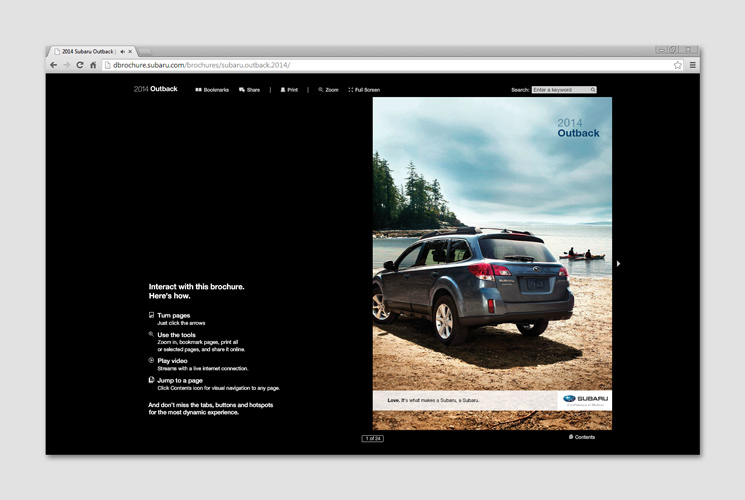 2014 Subaru Outback |
dbrochure.subaru.com/brochures/subaru.outback.2014/
2014 Outback
Bookmarks
Share
Print
Zoom
Full Screen
Search: Enter a keyword
2014
Outback
Interact with this brochure.
Here's how.
Turn pages
Just click the arrows
Use the tools
Zoom in, bookmark pages, print all
or selected pages, and share it online.
Play video
Streams with a live internet connection.
Jump to a page
Click Contents icon for visual navigation to any page.
And don't miss the tabs, buttons and hotspots
for the most dynamic experience.
Love. It's what makes a Subaru, a Subaru.
SUBARU
Confidence in Motion
1 of 24
Contents